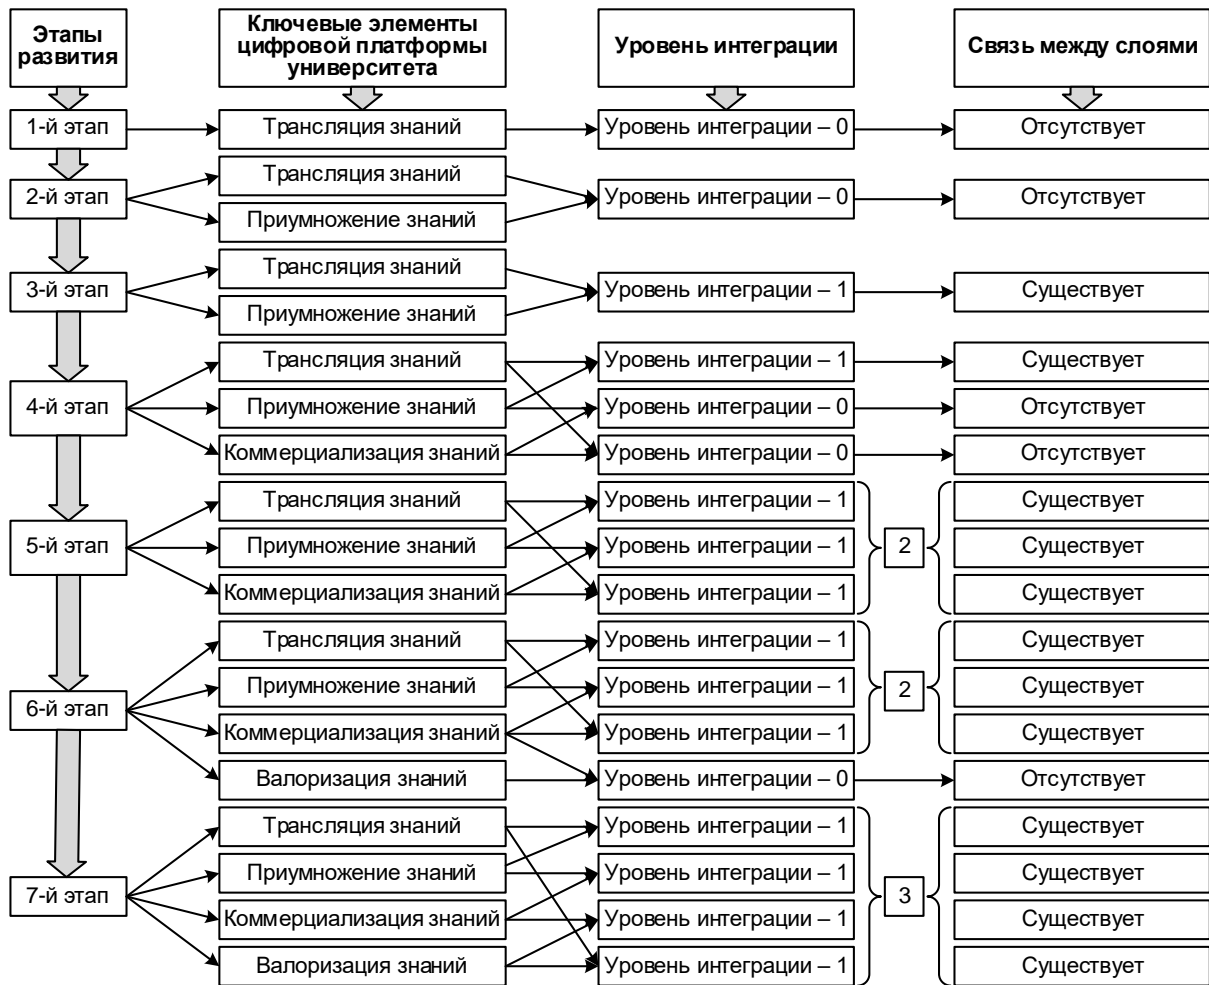 Этапы
развития
Ключевые элементы
цифровой платформы
университета
Уровень интеграции
Связь между слоями
1-й этап
Трансляция знаний
Уровень интеграции – 0
Отсутствует
2-й этап
Трансляция знаний
Приумножение знаний
Уровень интеграции – 0
Отсутствует
3-й этап
Трансляция знаний
Приумножение знаний
Уровень интеграции – 1
Существует
4-й этап
Трансляция знаний
Уровень интеграции – 1
Существует
Приумножение знаний
Уровень интеграции – 0
Отсутствует
Коммерциализация знаний
Уровень интеграции – 0
Отсутствует
5-й этап
Трансляция знаний
Уровень интеграции – 1
Существует
Приумножение знаний
Уровень интеграции – 1
2
Существует
Коммерциализация знаний
Уровень интеграции – 1
Существует
6-й этап
Трансляция знаний
Уровень интеграции – 1
Существует
Приумножение знаний
Уровень интеграции – 1
2
Существует
Коммерциализация знаний
Уровень интеграции – 1
Существует
Валоризация знаний
Уровень интеграции – 0
Отсутствует
7-й этап
Трансляция знаний
Уровень интеграции – 1
Существует
Приумножение знаний
Уровень интеграции – 1
3
Существует
Коммерциализация знаний
Уровень интеграции – 1
Существует
Валоризация знаний
Уровень интеграции – 1
Существует